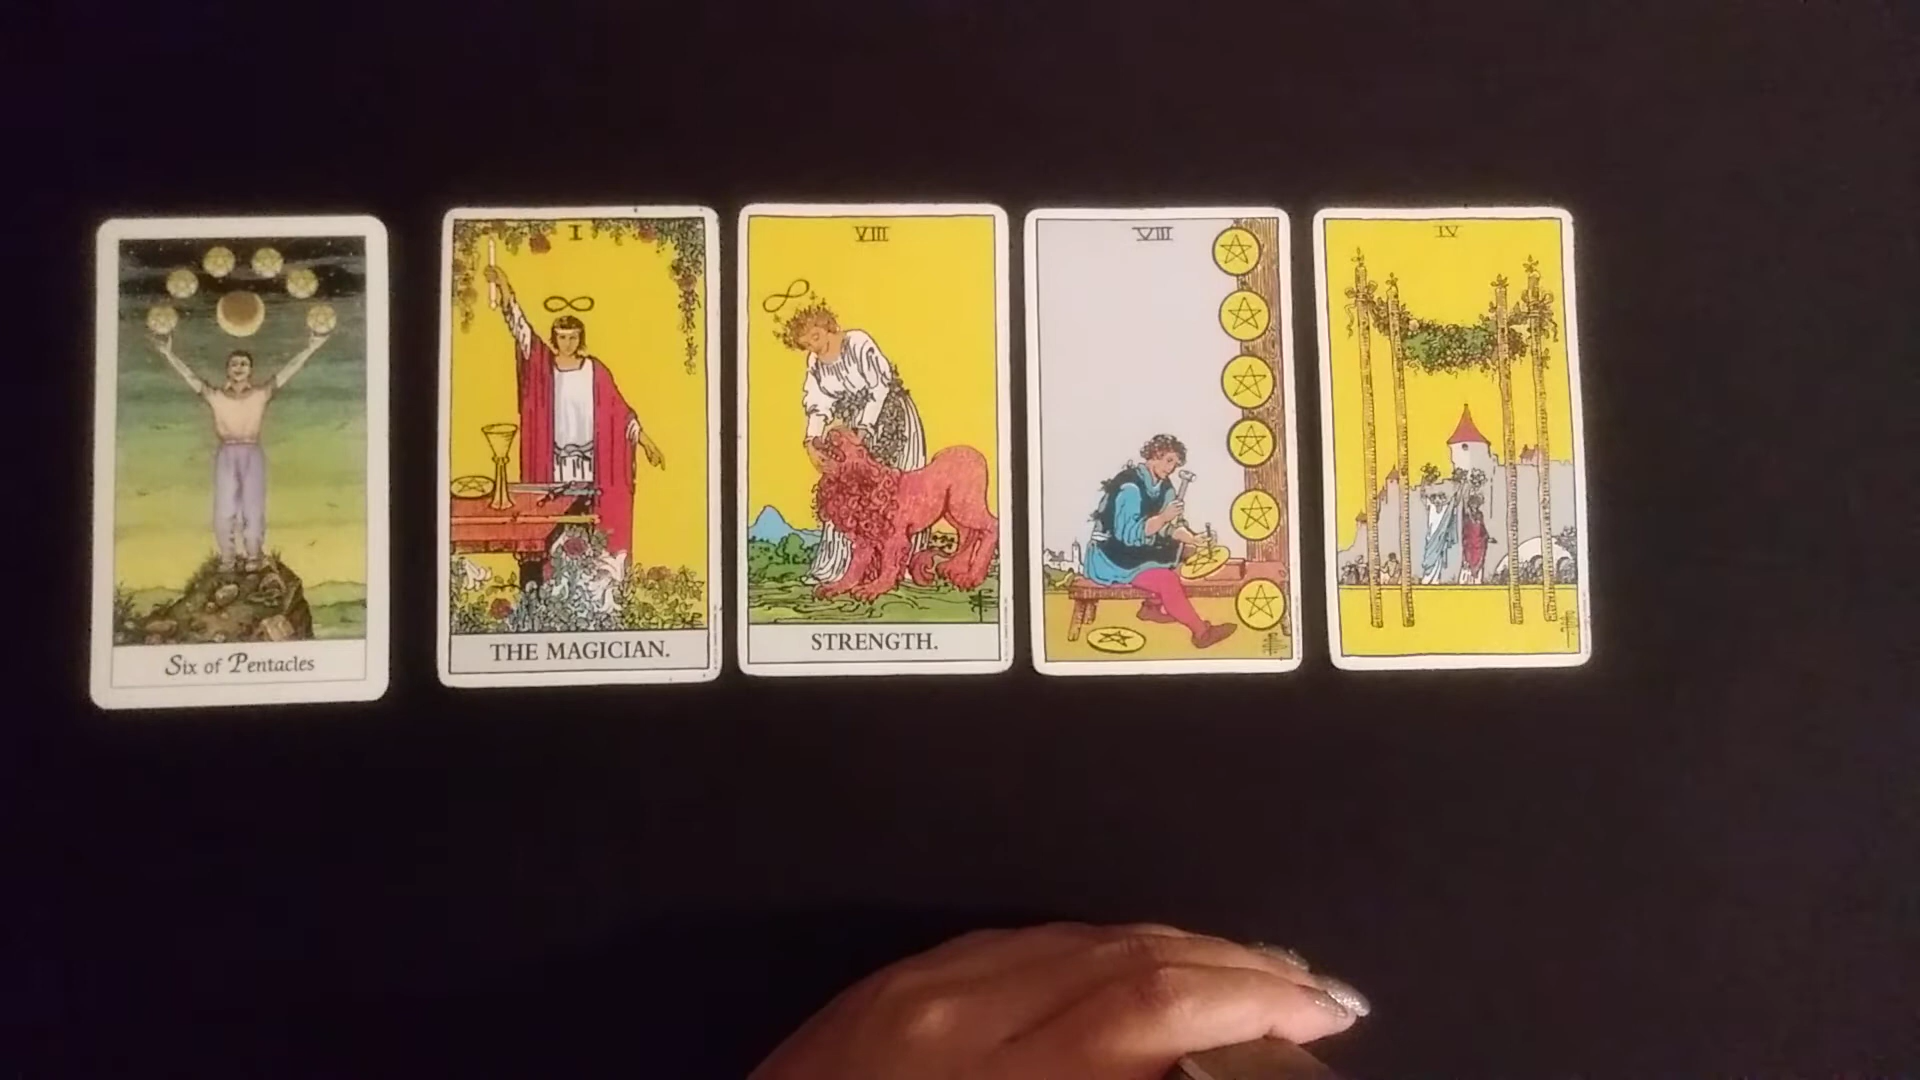 Six of Pentacles
I
THE MAGICIAN.
VIII
STRENGTH.
VIII
IV